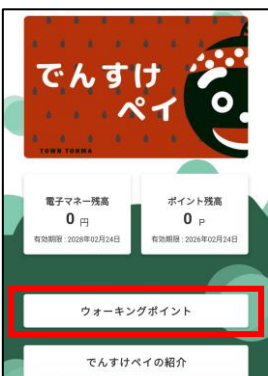 でんすけ
ペイ
TOWN TOHMA
電子マネー残高
ポイント残高
0 円
0 P
有効期限:2028年02月24日
有効期限:2026年02月24日
ウォーキングポイント
でんすけペイの紹介